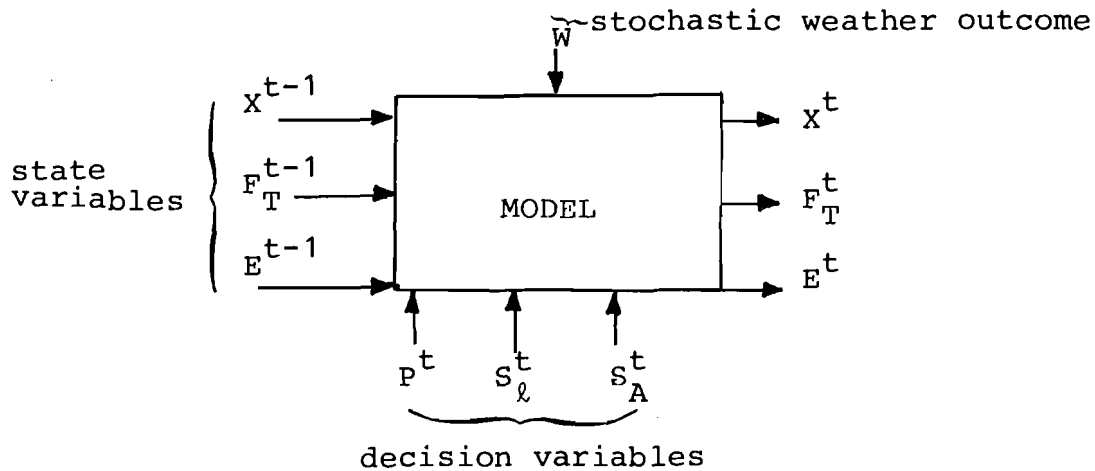 W stochastic weather outcome
X^{t-1}
X^t
state
variables
F_T^{t-1}
MODEL
F_T^t
E^{t-1}
E^t
P^t S_ℓ^t S_A^t
decision variables